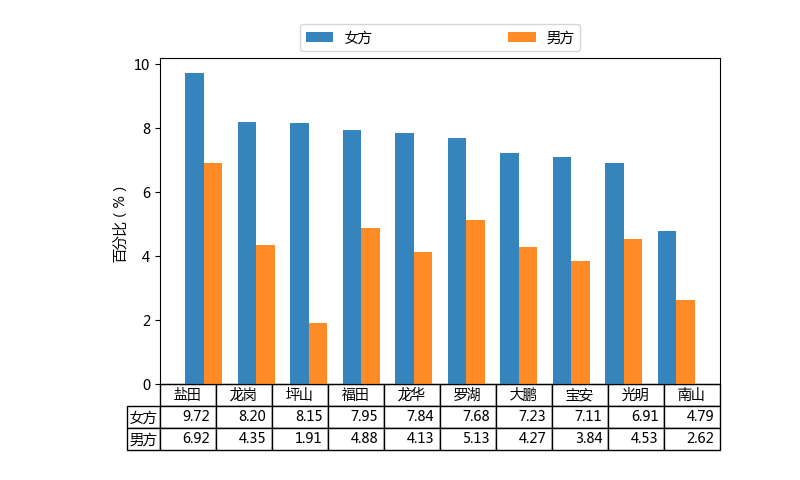 女方 男方
百分比（%）
10
8
6
4
2
0
盐田 龙岗 坪山 福田 龙华 罗湖 大鹏 宝安 光明 南山
女方 9.72 8.20 8.15 7.95 7.84 7.68 7.23 7.11 6.91 4.79
男方 6.92 4.35 1.91 4.88 4.13 5.13 4.27 3.84 4.53 2.62